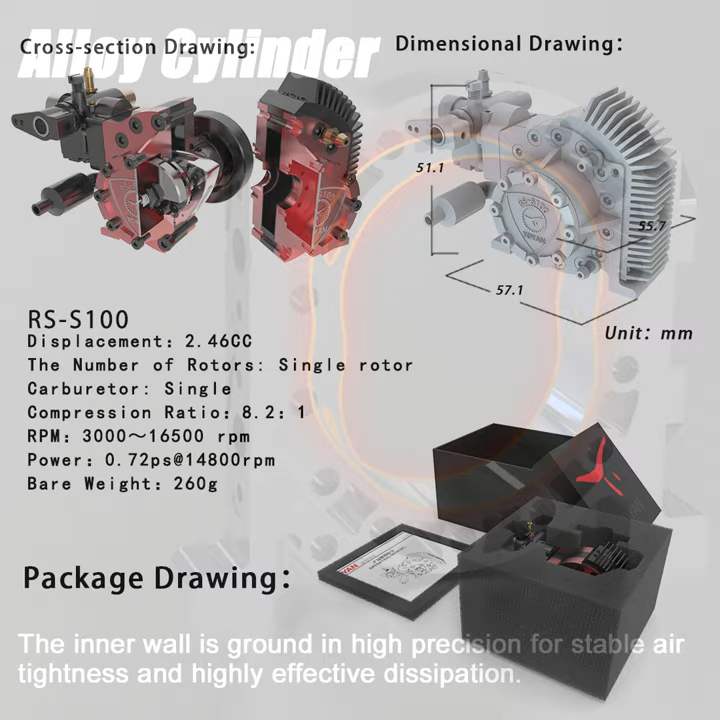 Alloy Cylinder
Cross-section Drawing:
Dimensional Drawing:
51.1
55.7
57.1
Unit: mm
TOYAN
RS-S100
Displacement: 2.46CC
The Number of Rotors: Single rotor
Carburetor: Single
Compression Ratio: 8.2: 1
RPM: 3000~16500 rpm
Power: 0.72ps@14800rpm
Bare Weight: 260g
Package Drawing:
The inner wall is ground in high precision for stable air
tightness and highly effective dissipation.